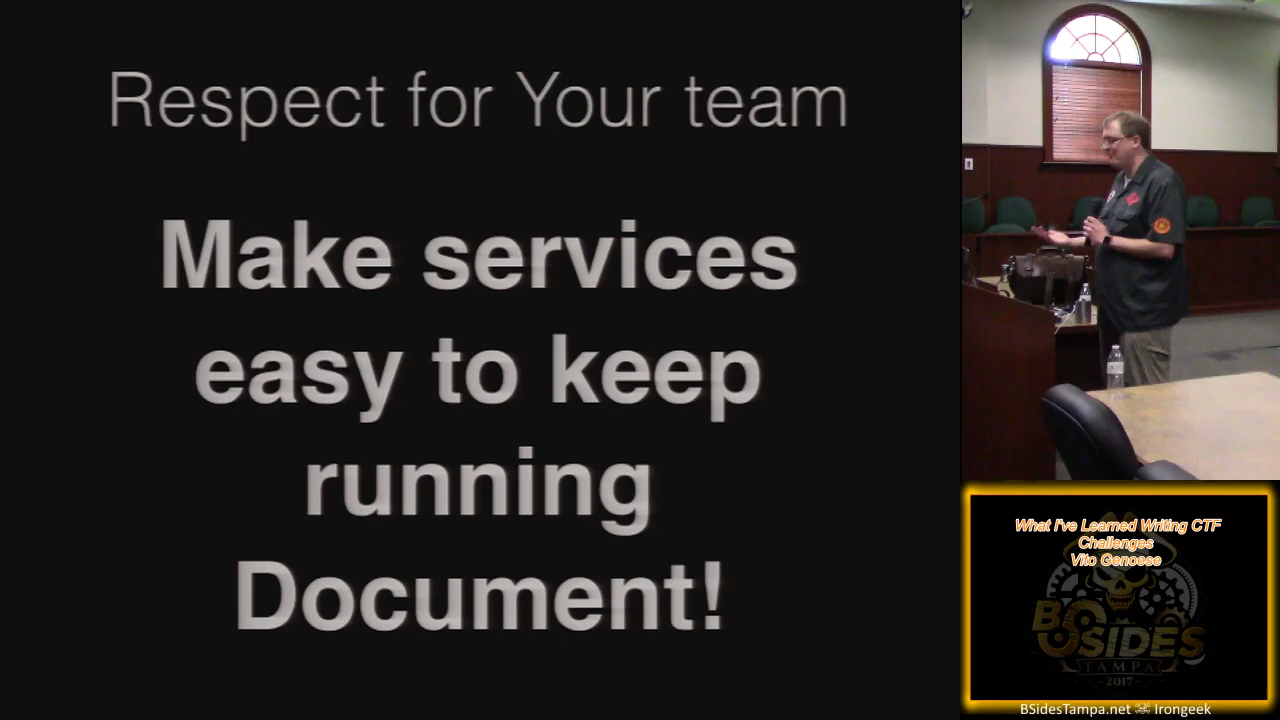 Respect for Your team
Make services
easy to keep
running
Document!
What I've Learned Writing CTF
Challenges
Vito Genoese
BSIDES
TAMPA
-2017-
BSidesTampa.net ☠ Irongeek